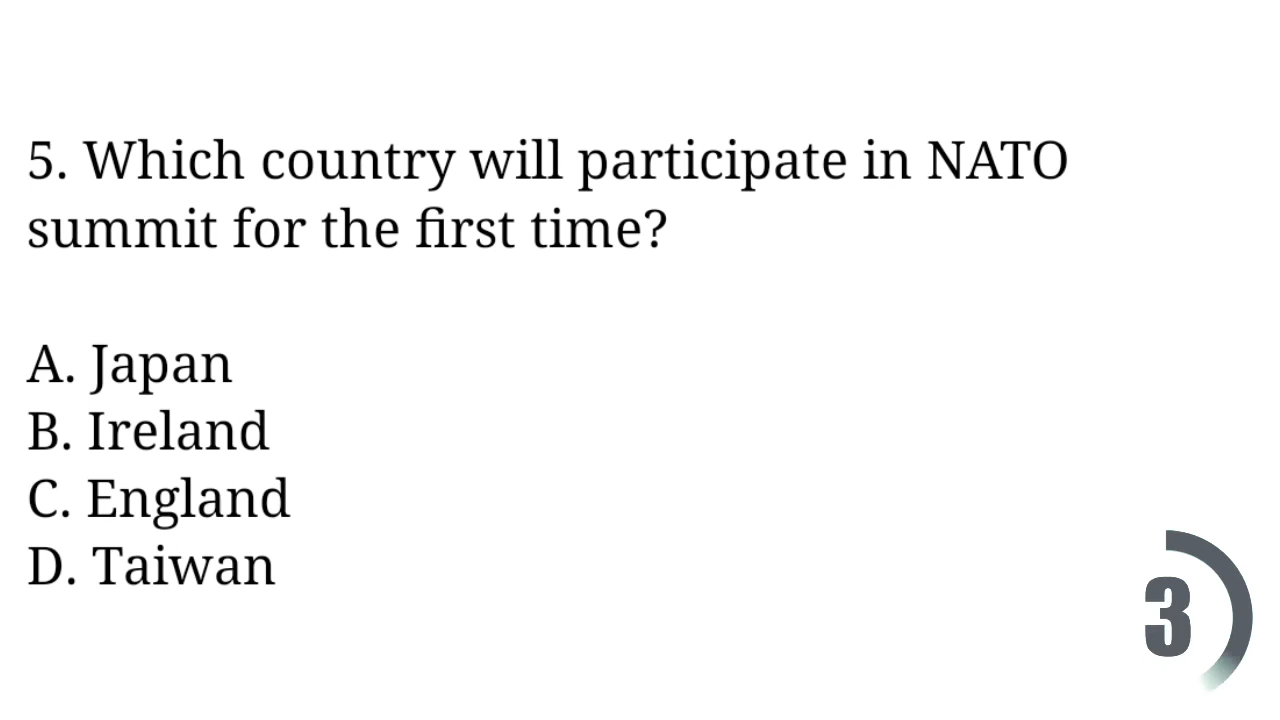 5. Which country will participate in NATO
summit for the first time?
A. Japan
B. Ireland
C. England
D. Taiwan
3